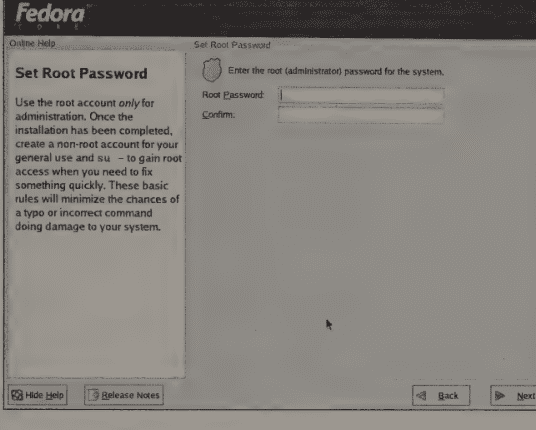 Fedora
CORE
Online Help
Set Root Password
Use the root account only for
administration. Once the
installation has been completed,
create a non-root account for your
general use and su - to gain root
access when you need to fix
something quickly. These basic
rules will minimize the chances of
a typo or incorrect command
doing damage to your system.
Set Root Password
Enter the root (administrator) password for the system.
Root Password:
Confirm:
Hide Help
Release Notes
Back
Next